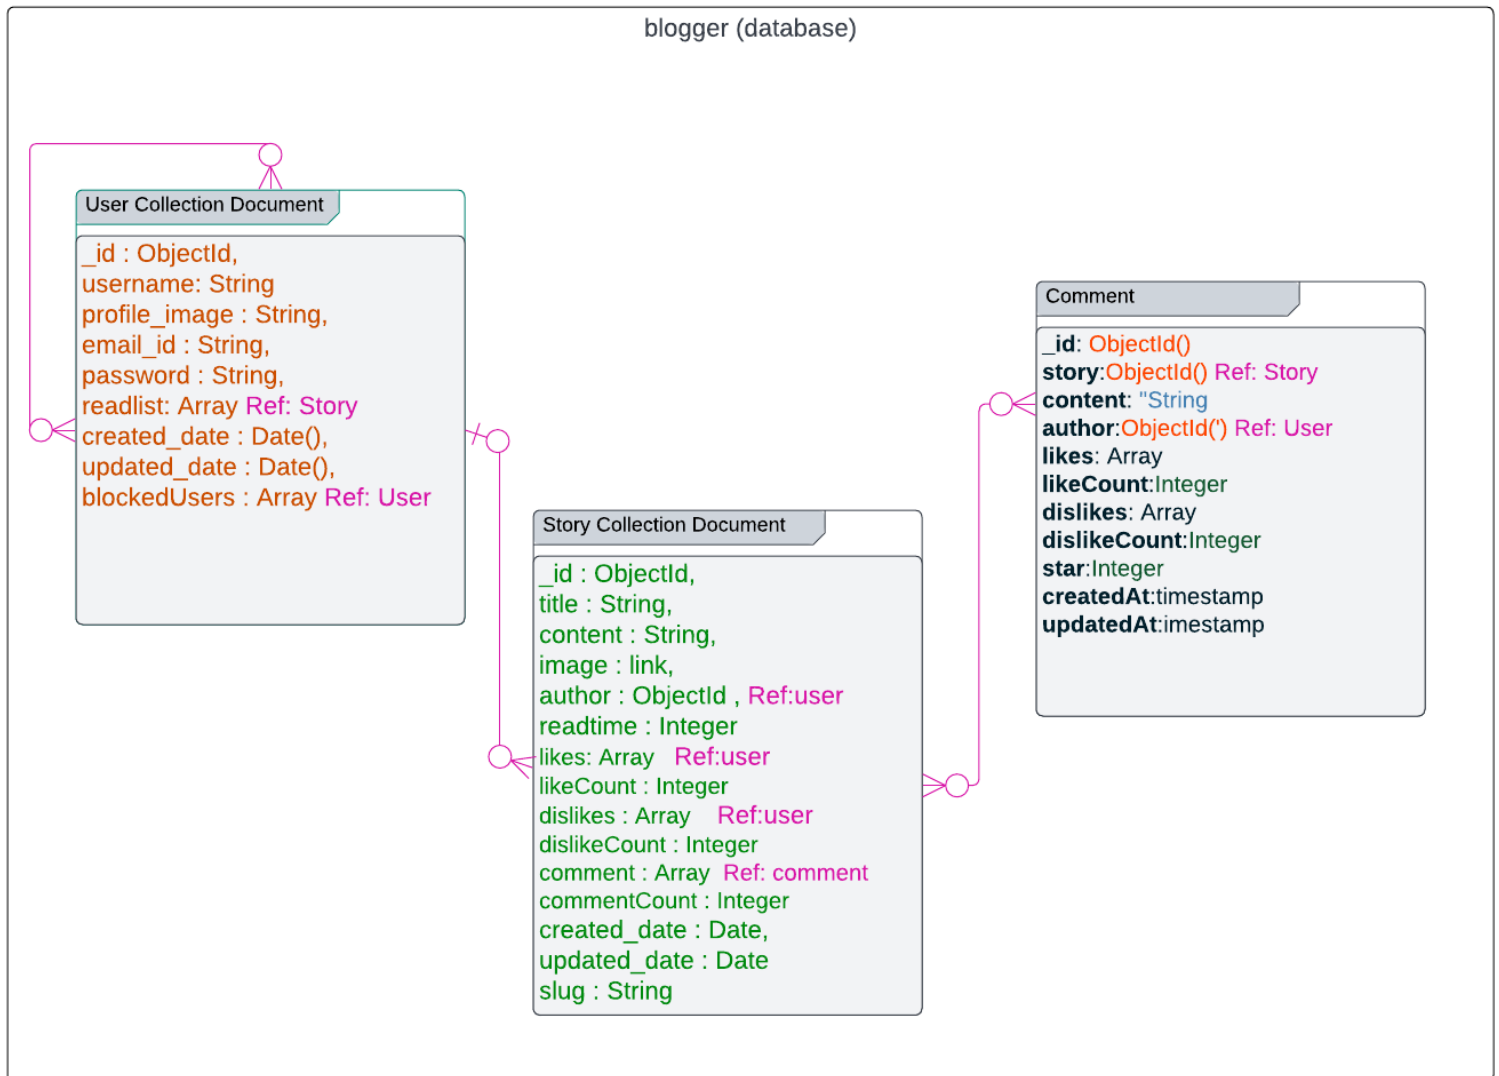 blogger (database)
User Collection Document
_id : ObjectId,
username: String
profile_image : String,
email_id : String,
password : String,
readlist: Array Ref: Story
created_date : Date(),
updated_date : Date(),
blockedUsers : Array Ref: User
Comment
_id: ObjectId()
story:ObjectId() Ref: Story
content: "String
author:ObjectId(') Ref: User
likes: Array
likeCount:Integer
dislikes: Array
dislikeCount:Integer
star:Integer
createdAt:timestamp
updatedAt:imestamp
Story Collection Document
_id : ObjectId,
title : String,
content : String,
image : link,
author : ObjectId , Ref:user
readtime : Integer
likes: Array Ref:user
likeCount : Integer
dislikes : Array Ref:user
dislikeCount : Integer
comment : Array Ref: comment
commentCount : Integer
created_date : Date,
updated_date : Date
slug : String